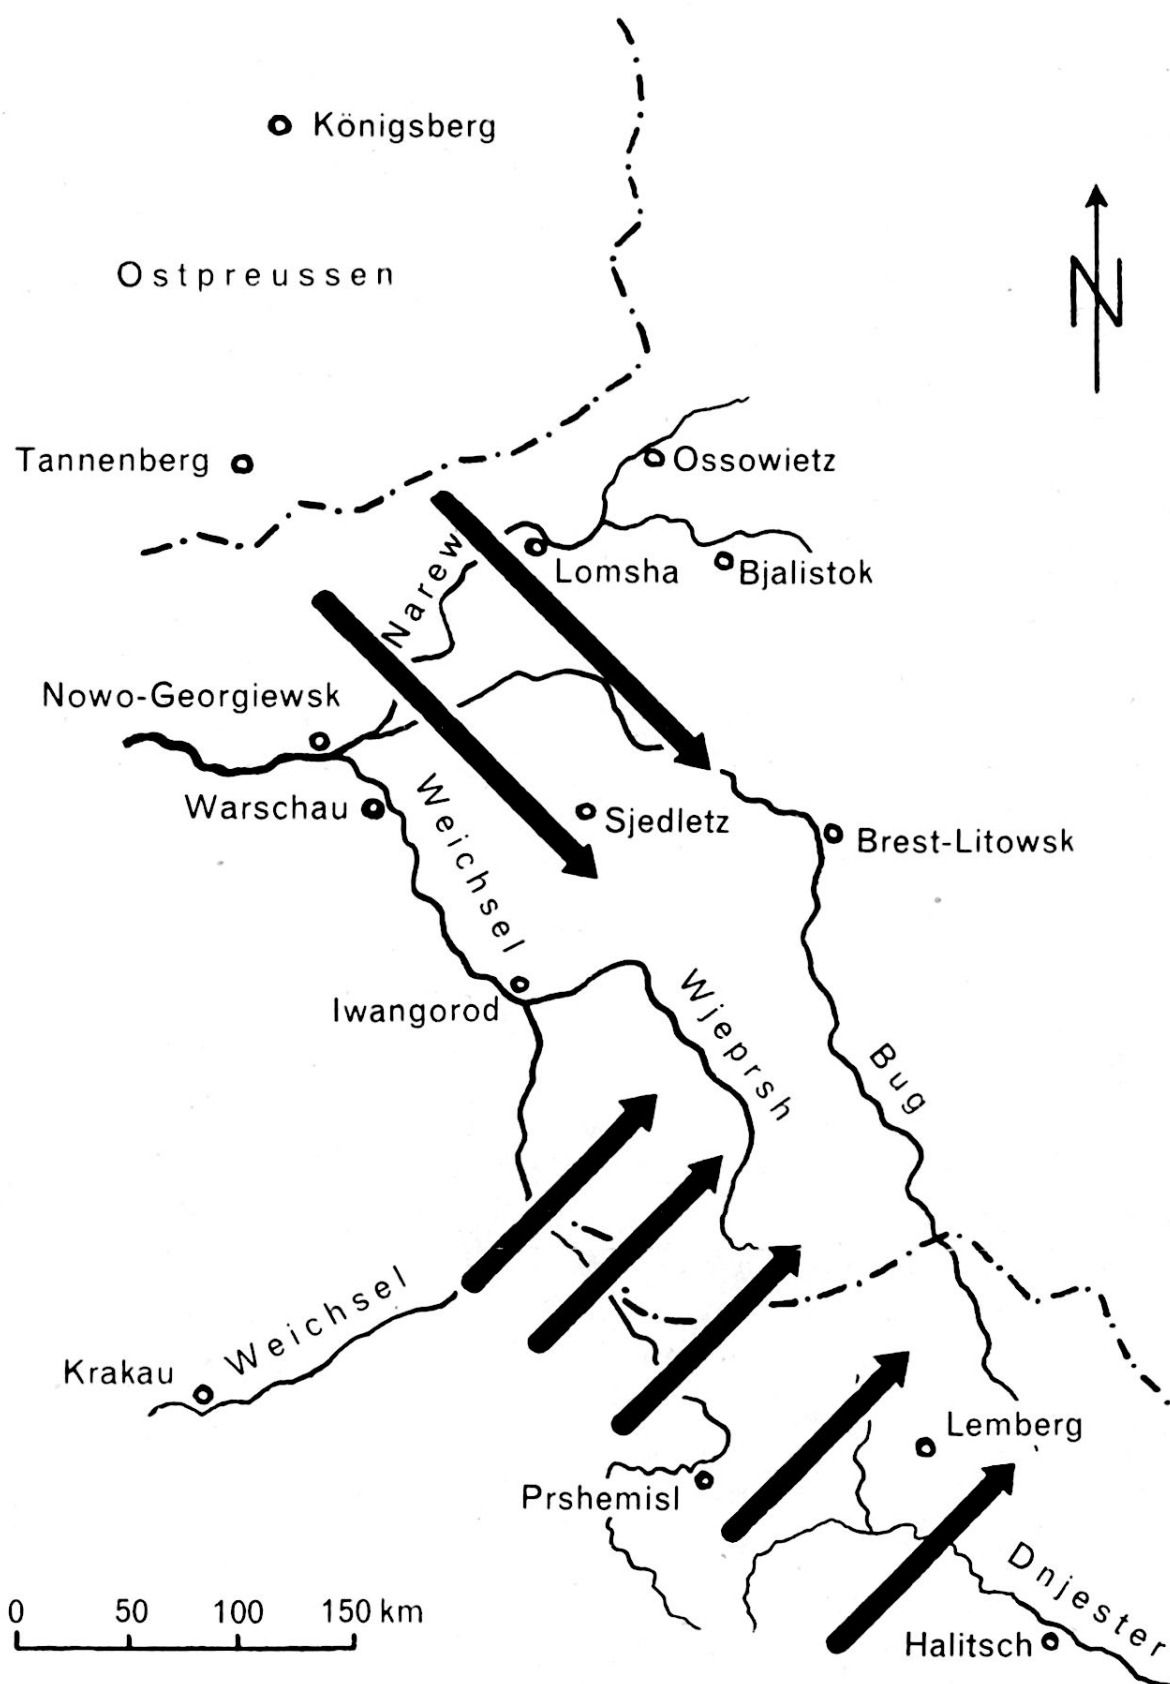 Königsberg
N
Ostpreussen
Tannenberg
Ossowietz
Narew
Lomsha
Bjalistok
Nowo-Georgiewsk
Warschau
Weichsel
Sjedletz
Brest-Litowsk
Iwangorod
Wjeprsh
Bug
Weichsel
Krakau
Lemberg
Prshemisl
Dnjester
0 50 100 150 km
Halitsch